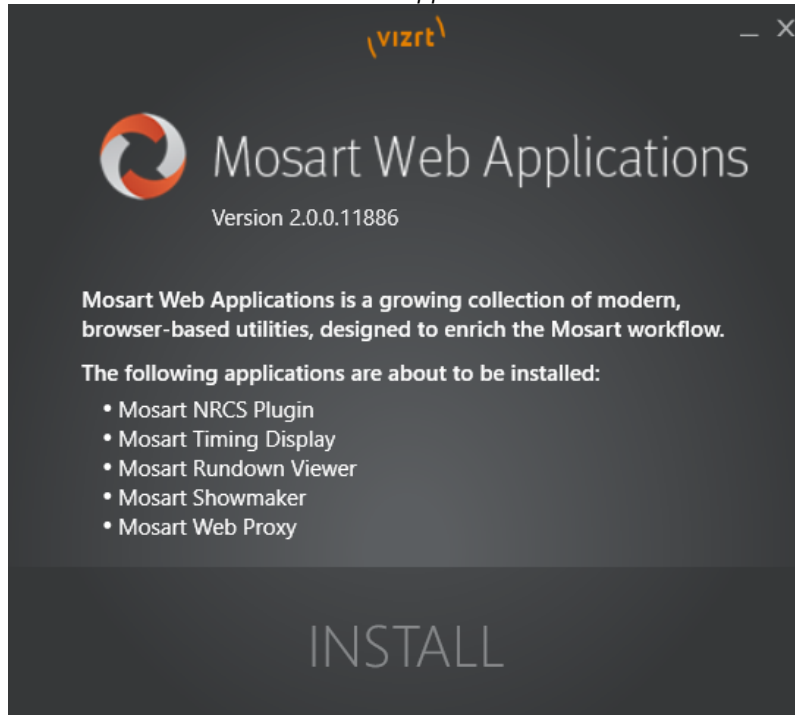 vizrt
Mosart Web Applications
Version 2.0.0.11886
Mosart Web Applications is a growing collection of modern,
browser-based utilities, designed to enrich the Mosart workflow.
The following applications are about to be installed:
• Mosart NRCS Plugin
• Mosart Timing Display
• Mosart Rundown Viewer
• Mosart Showmaker
• Mosart Web Proxy
INSTALL